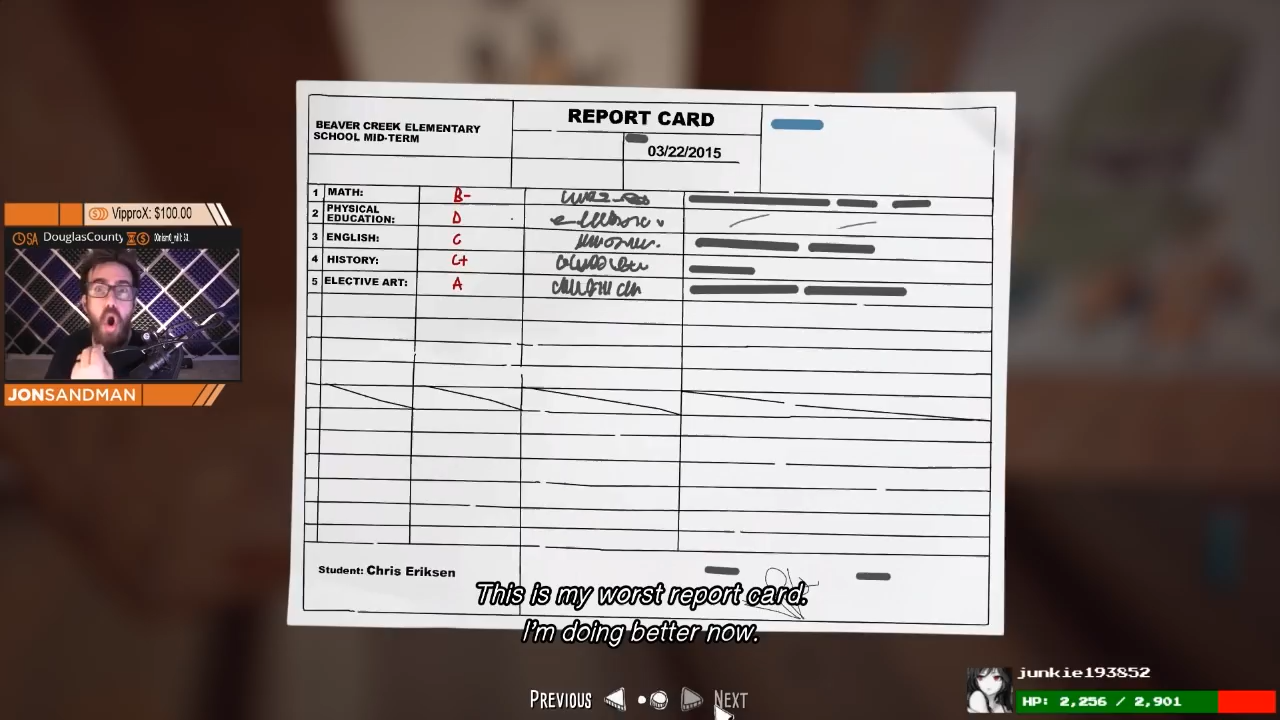 BEAVER CREEK ELEMENTARY
SCHOOL MID-TERM
REPORT CARD
03/22/2015
1 MATH: B-
2 PHYSICAL
EDUCATION: D
3 ENGLISH: C
4 HISTORY: C+
5 ELECTIVE ART: A
Student: Chris Eriksen
This is my worst report card.
I'm doing better now.
PREVIOUS NEXT
VipproX: $100.00
SA DouglasCounty
JONSANDMAN
junkie193852
HP: 2,256 / 2,901